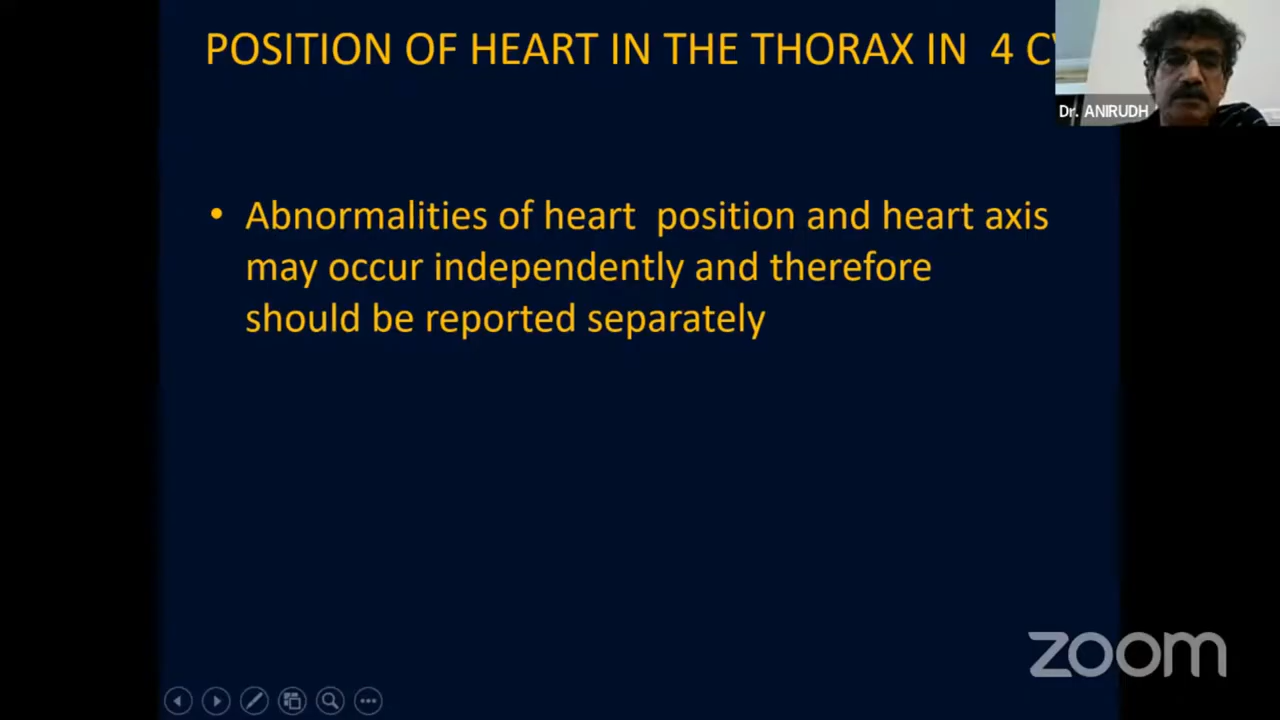 POSITION OF HEART IN THE THORAX IN 4 C
Dr. ANIRUDH
• Abnormalities of heart position and heart axis
may occur independently and therefore
should be reported separately
zoom